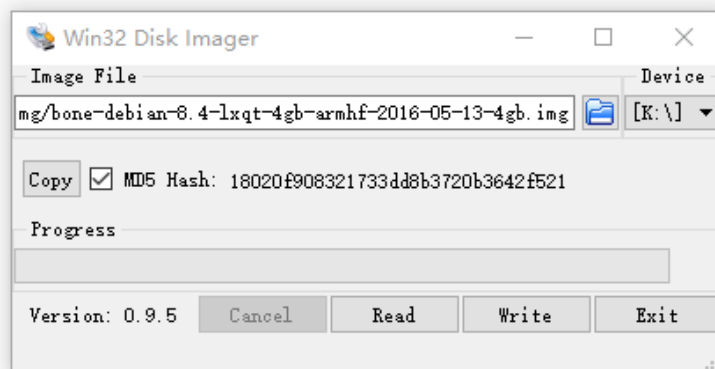 Win32 Disk Imager
Image File Device
mg/bone-debian-8.4-lxqt-4gb-armhf-2016-05-13-4gb.img [K:\]
Copy MD5 Hash: 18020f908321733dd8b3720b3642f521
Progress
Version: 0.9.5 Cancel Read Write Exit